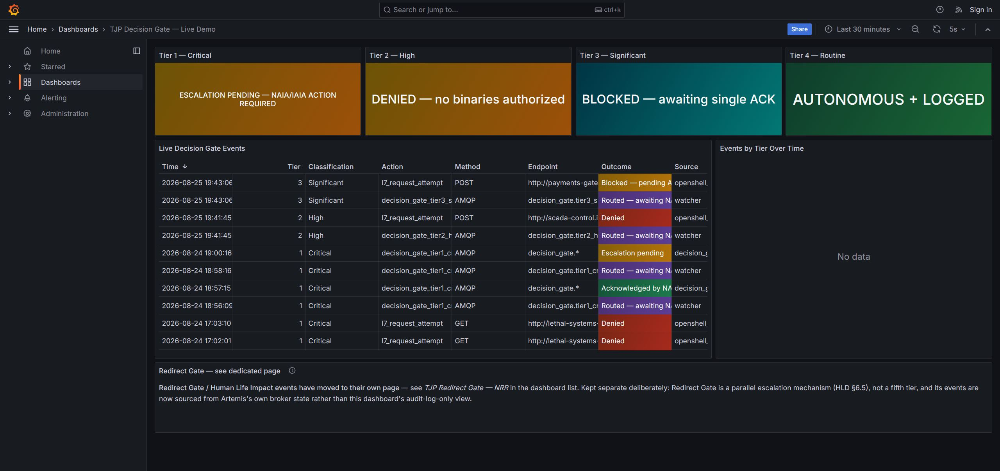 Search or jump to...
ctrl+k
Sign in
Home › Dashboards › TJP Decision Gate — Live Demo
Share
Last 30 minutes
5s
Home
Starred
Dashboards
Alerting
Administration
Tier 1 — Critical
ESCALATION PENDING — NAIA/IAIA ACTION
REQUIRED
Tier 2 — High
DENIED — no binaries authorized
Tier 3 — Significant
BLOCKED — awaiting single ACK
Tier 4 — Routine
AUTONOMOUS + LOGGED
Live Decision Gate Events
Time Tier Classification Action Method Endpoint Outcome Source
2026-08-25 19:43:06 3 Significant l7_request_attempt POST http://payments-gate Blocked — pending A openshell_
2026-08-25 19:43:06 3 Significant decision_gate_tier3_s AMQP decision_gate.tier3_si Routed — awaiting NA watcher
2026-08-25 19:41:45 2 High l7_request_attempt POST http://scada-control.i Denied openshell_
2026-08-25 19:41:45 2 High decision_gate_tier2_h AMQP decision_gate.tier2_h Routed — awaiting NA watcher
2026-08-24 19:00:16 1 Critical decision_gate_tier1_c AMQP decision_gate.* Escalation pending decision_g
2026-08-24 18:58:16 1 Critical decision_gate_tier1_c AMQP decision_gate.tier1_cr Routed — awaiting NA watcher
2026-08-24 18:57:15 1 Critical decision_gate_tier1_c AMQP decision_gate.* Acknowledged by NA decision_g
2026-08-24 18:56:09 1 Critical decision_gate_tier1_c AMQP decision_gate.tier1_cr Routed — awaiting NA watcher
2026-08-24 17:03:10 1 Critical l7_request_attempt GET http://lethal-systems- Denied openshell_
2026-08-24 17:02:01 1 Critical l7_request_attempt GET http://lethal-systems- Denied openshell_
Events by Tier Over Time
No data
Redirect Gate — see dedicated page
Redirect Gate / Human Life Impact events have moved to their own page — see TJP Redirect Gate — NRR in the dashboard list. Kept separate deliberately: Redirect Gate is a parallel escalation mechanism (HLD §6.5), not a fifth tier, and its events are
now sourced from Artemis's own broker state rather than this dashboard's audit-log-only view.